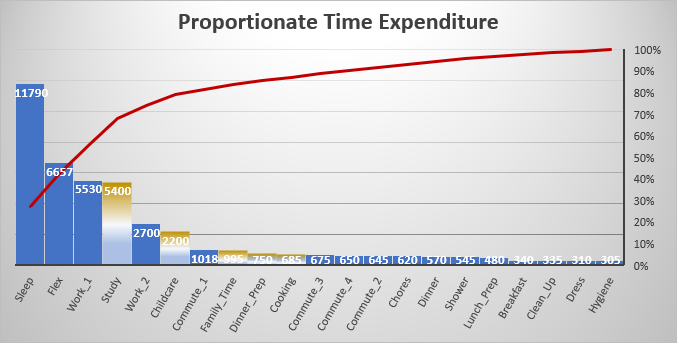 Proportionate Time Expenditure
100%
90%
80%
70%
60%
50%
40%
30%
20%
10%
0%
11790
6657
5530
5400
2700
2200
1018
995
750
685
675
650
645
620
570
545
480
340
335
310
305
Sleep
Flex
Work_1
Study
Work_2
Childcare
Commute_1
Family_Time
Dinner_Prep
Cooking
Commute_3
Commute_4
Commute_2
Chores
Dinner
Shower
Lunch_Prep
Breakfast
Clean_Up
Dress
Hygiene